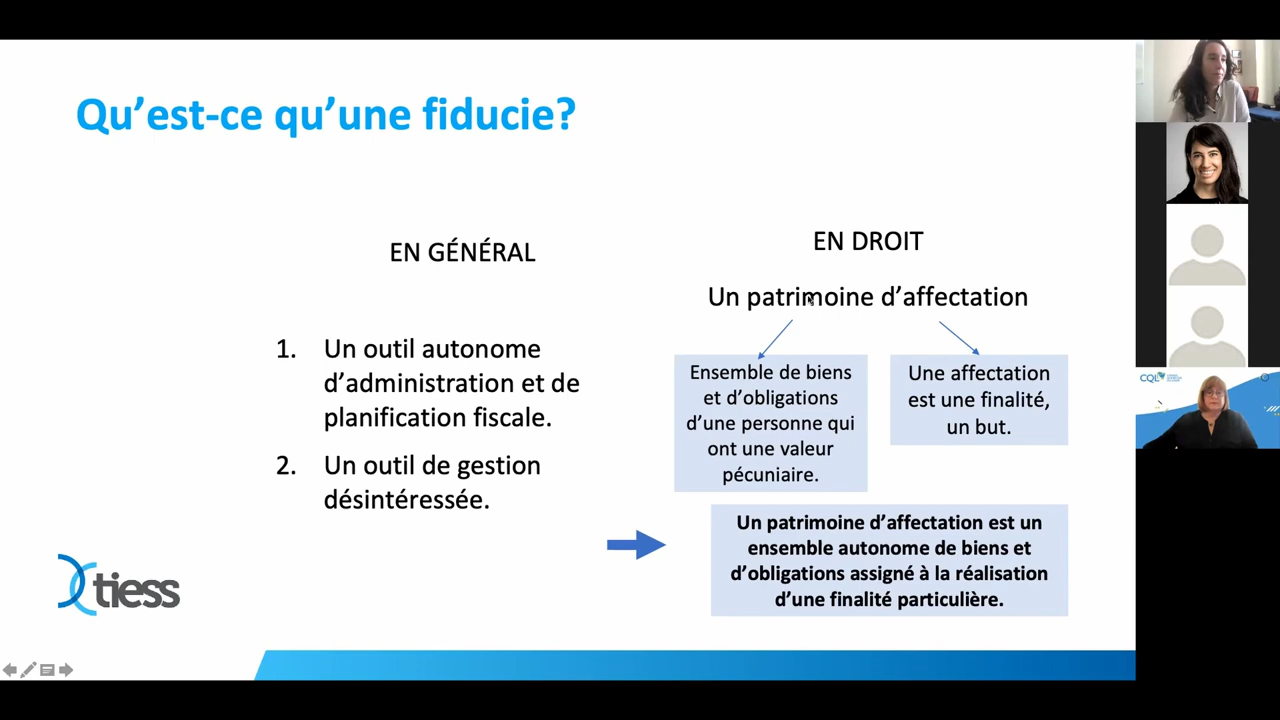 Qu’est-ce qu’une fiducie?
EN GÉNÉRAL
1. Un outil autonome
d’administration et de
planification fiscale.
2. Un outil de gestion
désintéressée.
EN DROIT
Un patrimoine d’affectation
Ensemble de biens
et d’obligations
d’une personne qui
ont une valeur
pécuniaire.
Une affectation
est une finalité,
un but.
Un patrimoine d’affectation est un
ensemble autonome de biens et
d’obligations assigné à la réalisation
d’une finalité particulière.
tiess
CQL